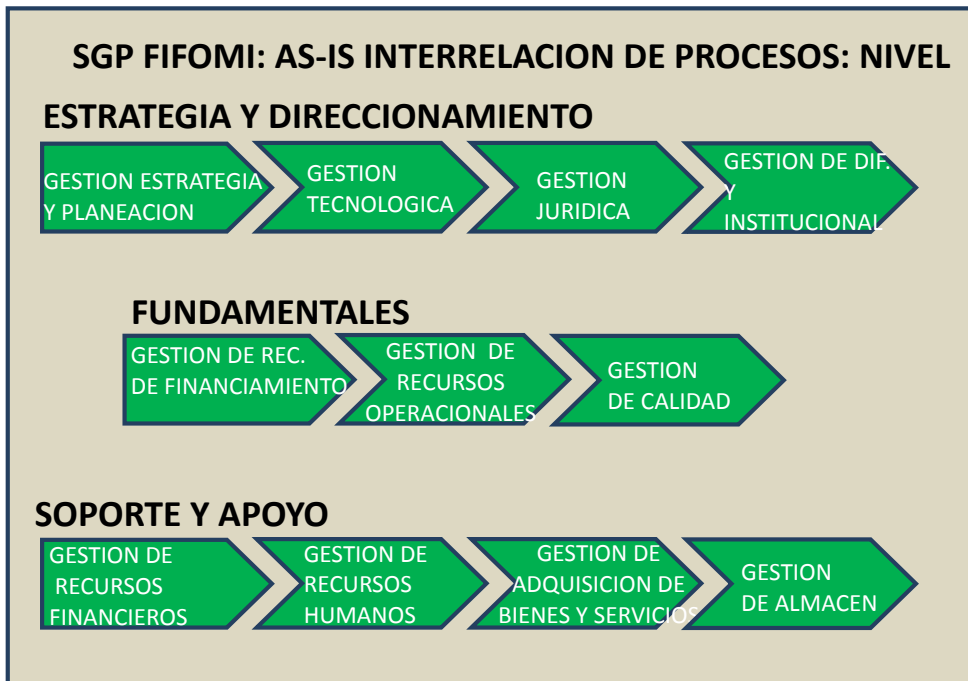 SGP FIFOMI: AS-IS INTERRELACION DE PROCESOS: NIVEL
ESTRATEGIA Y DIRECCIONAMIENTO
GESTION ESTRATEGIA
Y PLANEACION
GESTION
TECNOLOGICA
GESTION
JURIDICA
GESTION DE DIF.
Y
INSTITUCIONAL
FUNDAMENTALES
GESTION DE REC.
DE FINANCIAMIENTO
GESTION DE
RECURSOS
OPERACIONALES
GESTION
DE CALIDAD
SOPORTE Y APOYO
GESTION DE
RECURSOS
FINANCIEROS
GESTION DE
RECURSOS
HUMANOS
GESTION DE
ADQUISICION DE
BIENES Y SERVICIOS
GESTION
DE ALMACEN